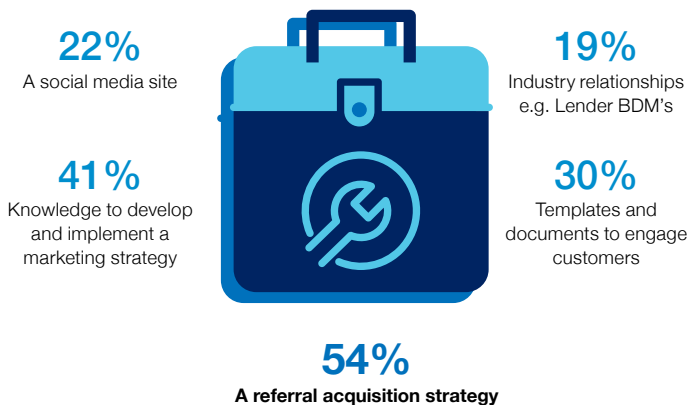 22%
A social media site
19%
Industry relationships
e.g. Lender BDM's
41%
Knowledge to develop
and implement a
marketing strategy
30%
Templates and
documents to engage
customers
54%
A referral acquisition strategy